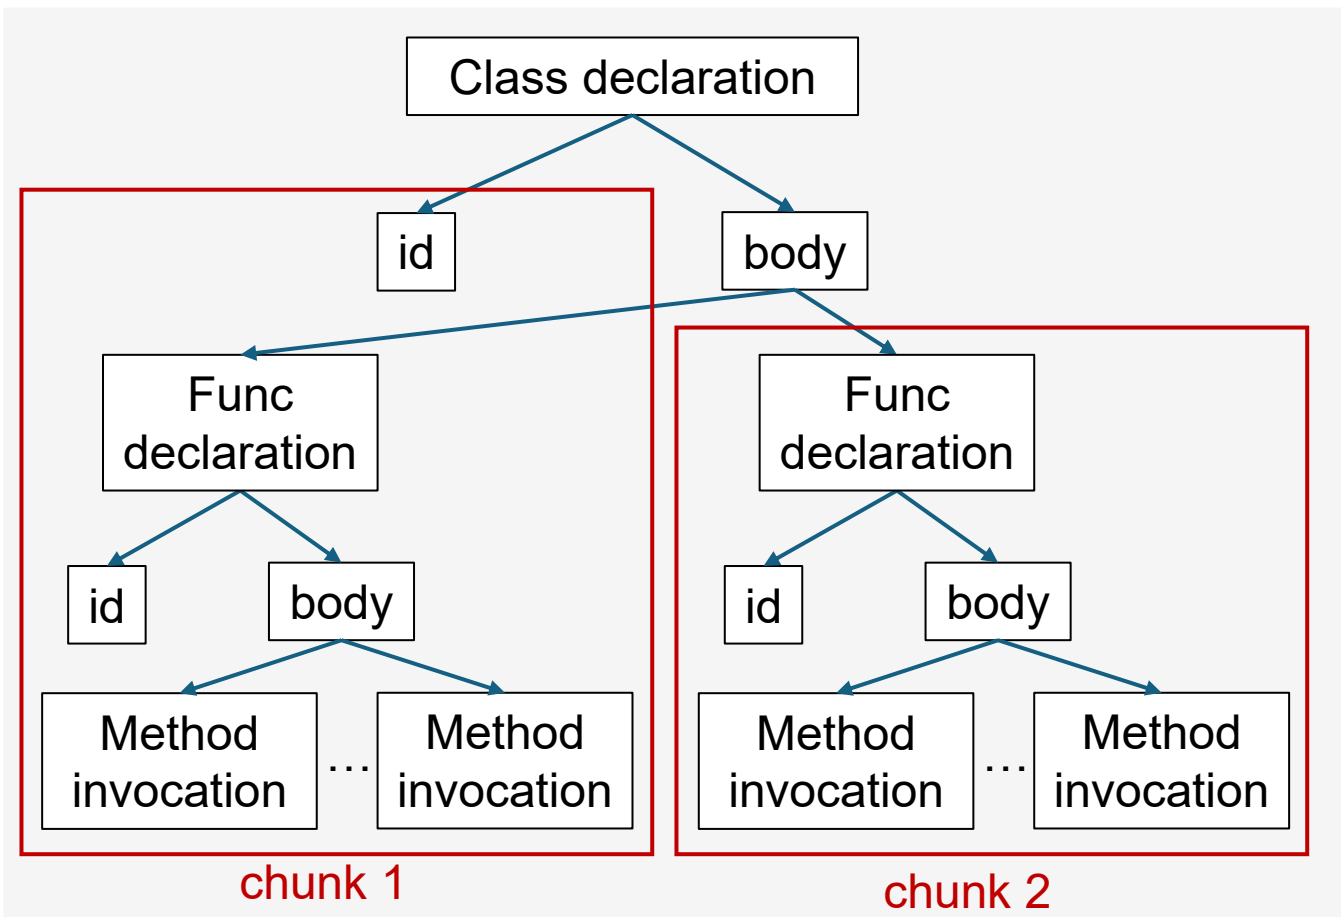 Class declaration
id
body
Func
declaration
Func
declaration
id
body
id
body
Method
invocation
...
Method
invocation
Method
invocation
...
Method
invocation
chunk 1
chunk 2